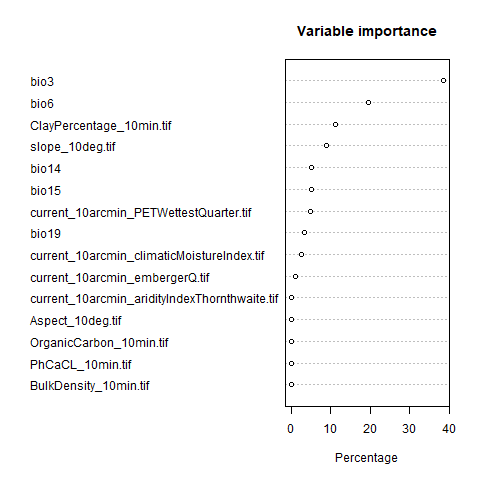 Variable importance
bio3
bio6
ClayPercentage_10min.tif
slope_10deg.tif
bio14
bio15
current_10arcmin_PETWettestQuarter.tif
bio19
current_10arcmin_climaticMoistureIndex.tif
current_10arcmin_embergerQ.tif
current_10arcmin_aridityIndexThornthwaite.tif
Aspect_10deg.tif
OrganicCarbon_10min.tif
PhCaCL_10min.tif
BulkDensity_10min.tif
0 10 20 30 40
Percentage